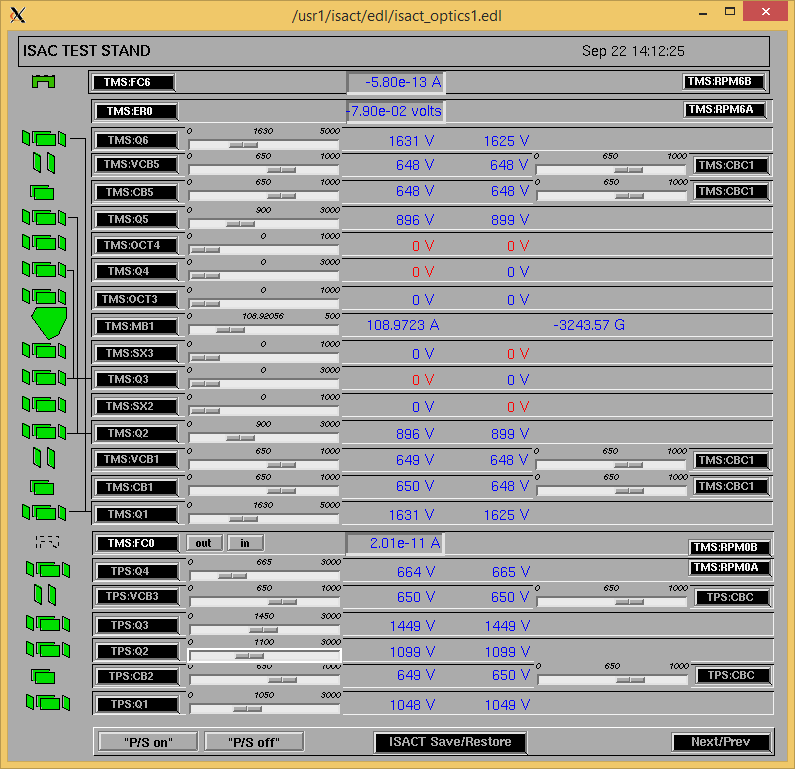 /usr1/isact/edl/isact_optics1.edl
ISAC TEST STAND Sep 22 14:12:25
TMS:FC6 -5.80e-13 A TMS:RPM6B
TMS:ER0 -7.90e-02 volts TMS:RPM6A
TMS:Q6 0 1630 5000 1631 V 1625 V
TMS:VCB5 0 650 1000 648 V 648 V 0 650 1000 TMS:CBC1
TMS:CB5 0 650 1000 648 V 648 V 0 650 1000 TMS:CBC1
TMS:Q5 0 900 3000 896 V 899 V
TMS:OCT4 0 0 1000 0 V 0 V
TMS:Q4 0 0 3000 0 V 0 V
TMS:OCT3 0 0 1000 0 V 0 V
TMS:MB1 0 108.92056 500 108.9723 A -3243.57 G
TMS:SX3 0 0 1000 0 V 0 V
TMS:Q3 0 0 3000 0 V 0 V
TMS:SX2 0 0 1000 0 V 0 V
TMS:Q2 0 900 3000 896 V 899 V
TMS:VCB1 0 650 1000 649 V 648 V 0 650 1000 TMS:CBC1
TMS:CB1 0 650 1000 650 V 648 V 0 650 1000 TMS:CBC1
TMS:Q1 0 1630 5000 1631 V 1625 V
TMS:FC0 out in 2.01e-11 A TMS:RPM0B
TPS:Q4 0 665 3000 664 V 665 V TMS:RPM0A
TPS:VCB3 0 650 1000 650 V 650 V 0 650 1000 TPS:CBC
TPS:Q3 0 1450 3000 1449 V 1449 V
TPS:Q2 0 1100 3000 1099 V 1099 V
TPS:CB2 0 650 1000 649 V 650 V 0 650 1000 TPS:CBC
TPS:Q1 0 1050 3000 1048 V 1049 V
"P/S on" "P/S off" ISACT Save/Restore Next/Prev